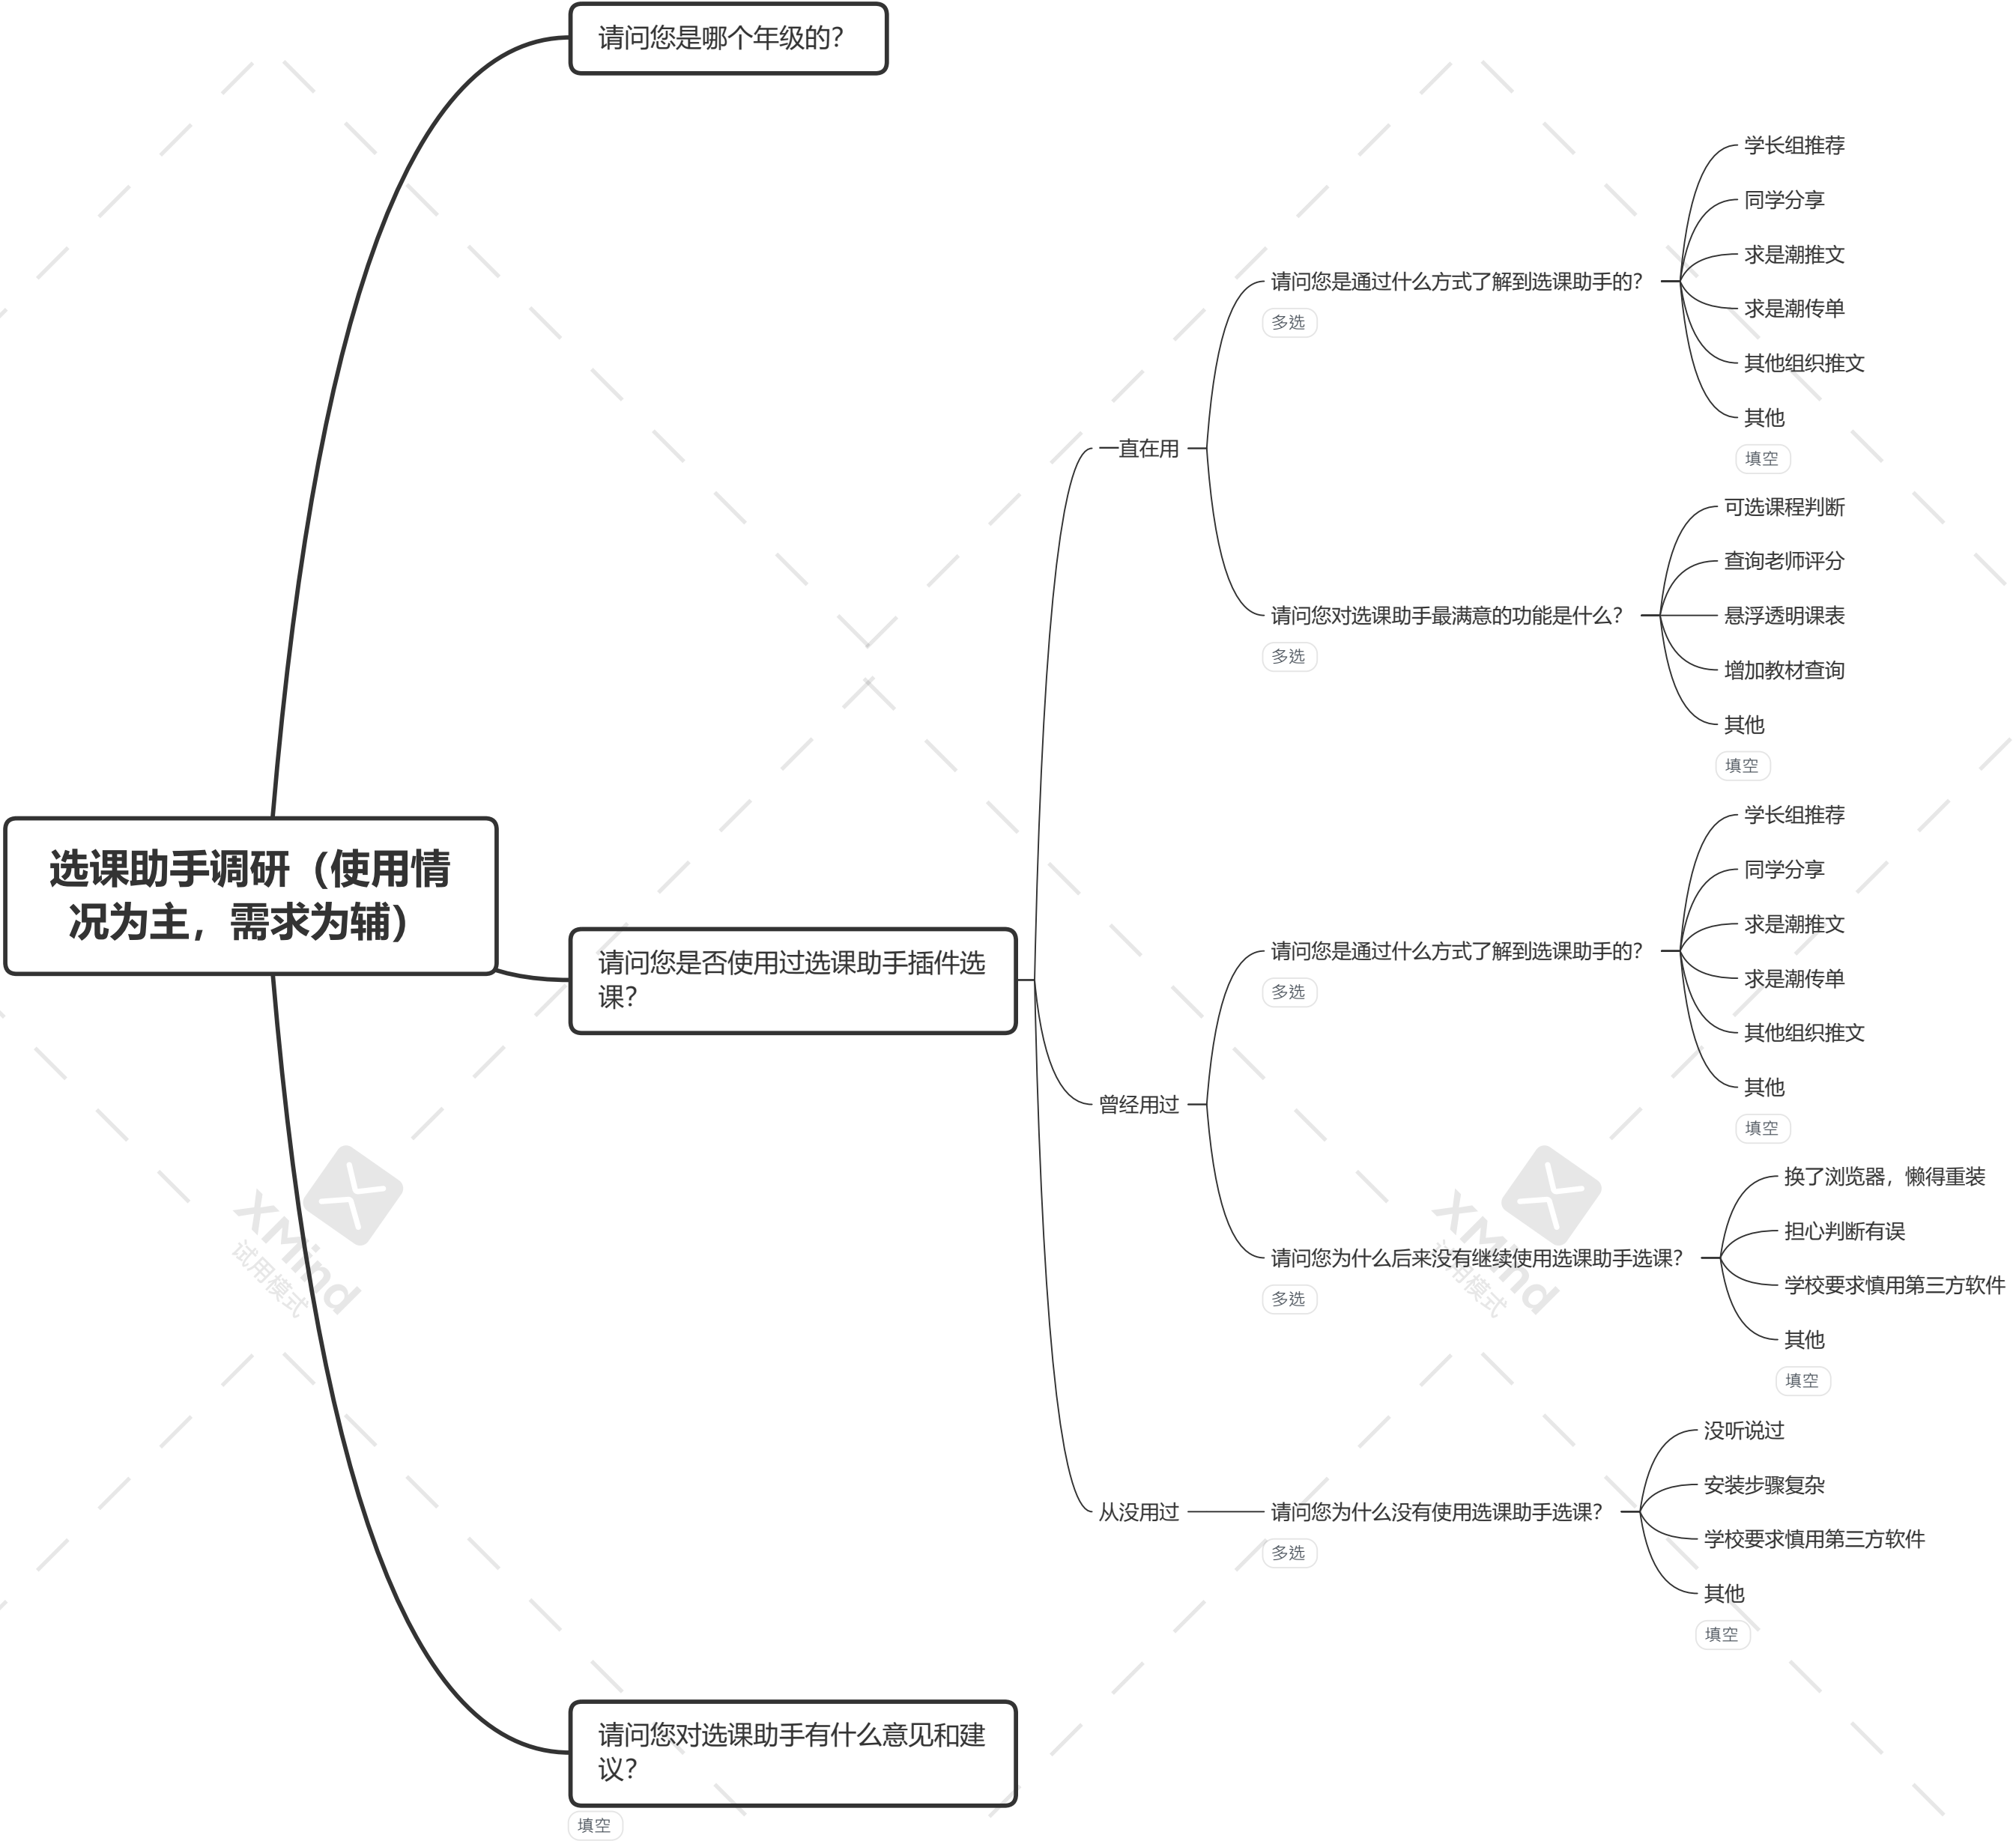 请问您是哪个年级的？
选课助手调研（使用情
况为主，需求为辅）
请问您是否使用过选课助手插件选
课？
一直在用
请问您是通过什么方式了解到选课助手的？
多选
学长组推荐
同学分享
求是潮推文
求是潮传单
其他组织推文
其他
填空
请问您对选课助手最满意的功能是什么？
多选
可选课程判断
查询老师评分
悬浮透明课表
增加教材查询
其他
填空
曾经用过
请问您是通过什么方式了解到选课助手的？
多选
学长组推荐
同学分享
求是潮推文
求是潮传单
其他组织推文
其他
填空
请问您为什么后来没有继续使用选课助手选课？
多选
换了浏览器，懒得重装
担心判断有误
学校要求慎用第三方软件
其他
填空
从没用过
请问您为什么没有使用选课助手选课？
多选
没听说过
安装步骤复杂
学校要求慎用第三方软件
其他
填空
请问您对选课助手有什么意见和建
议？
填空
XMind
试用模式
XMind
试用模式